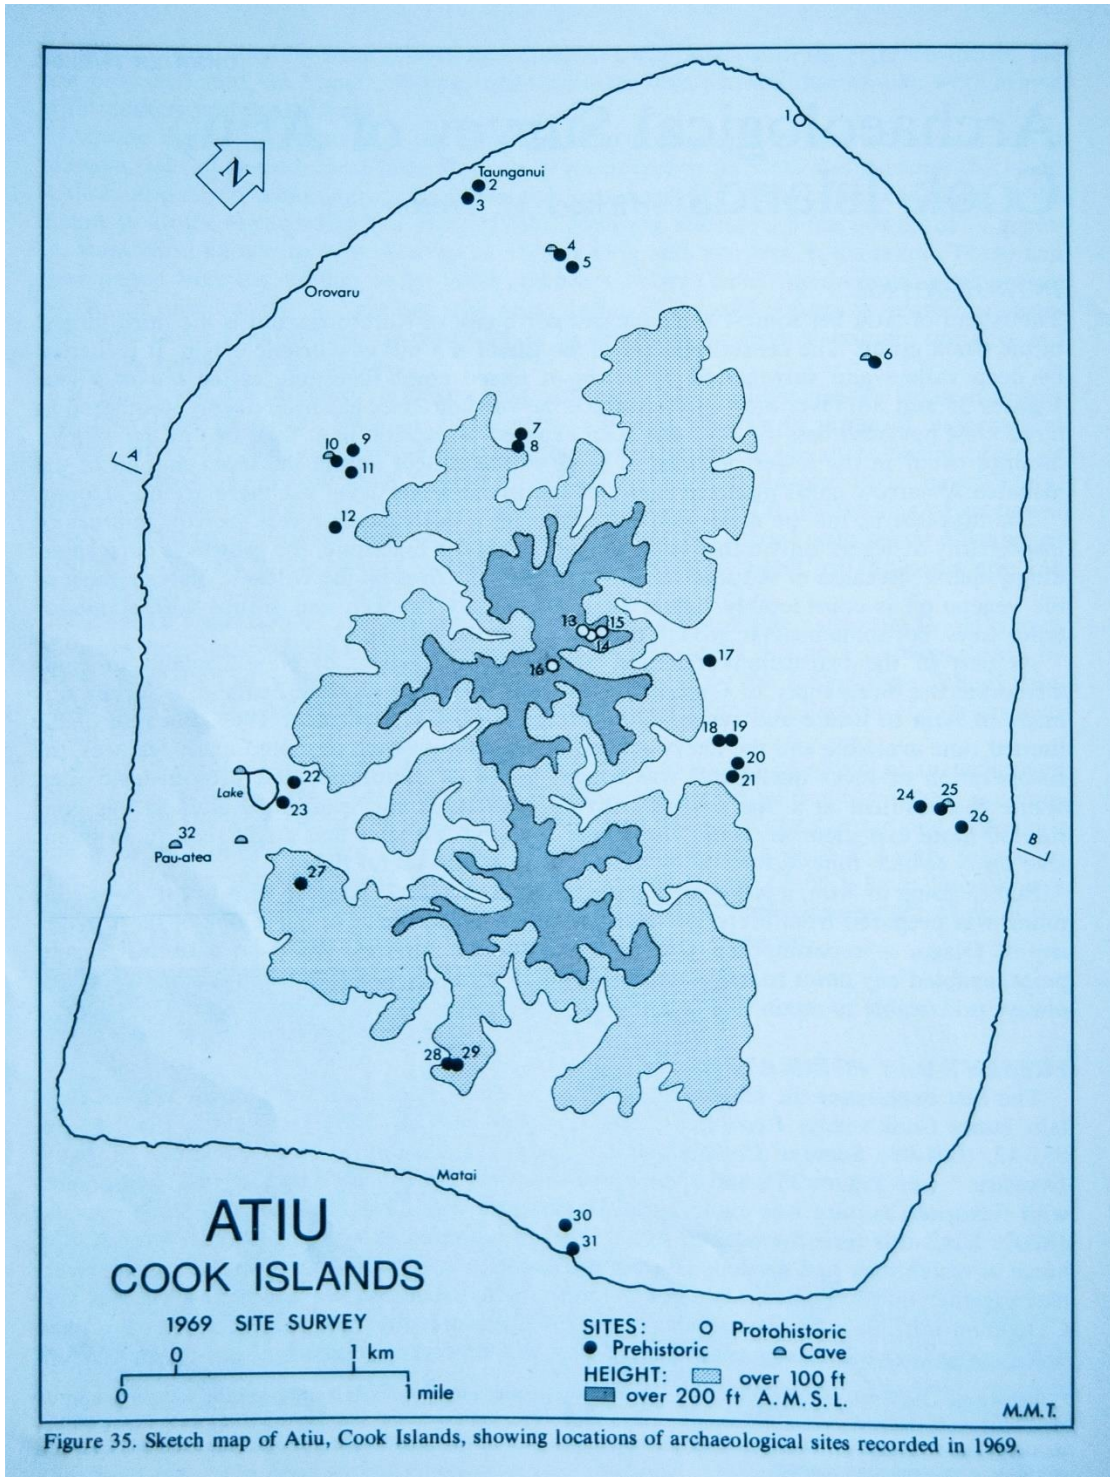 1
N
Taunganui
2
3
4
5
Orovaru
6
7
8
9
10
11
A
12
13
15
14
16
17
18 19
20
21
22
Lake
23
24
25
26
32
Pau-atea
B
27
28 29
Matai
30
31
ATIU
COOK ISLANDS
1969 SITE SURVEY
0 1 km
0 1 mile
SITES: Protohistoric
Prehistoric Cave
HEIGHT: over 100 ft
over 200 ft A.M.S.L.
M.M.T.
Figure 35. Sketch map of Atiu, Cook Islands, showing locations of archaeological sites recorded in 1969.